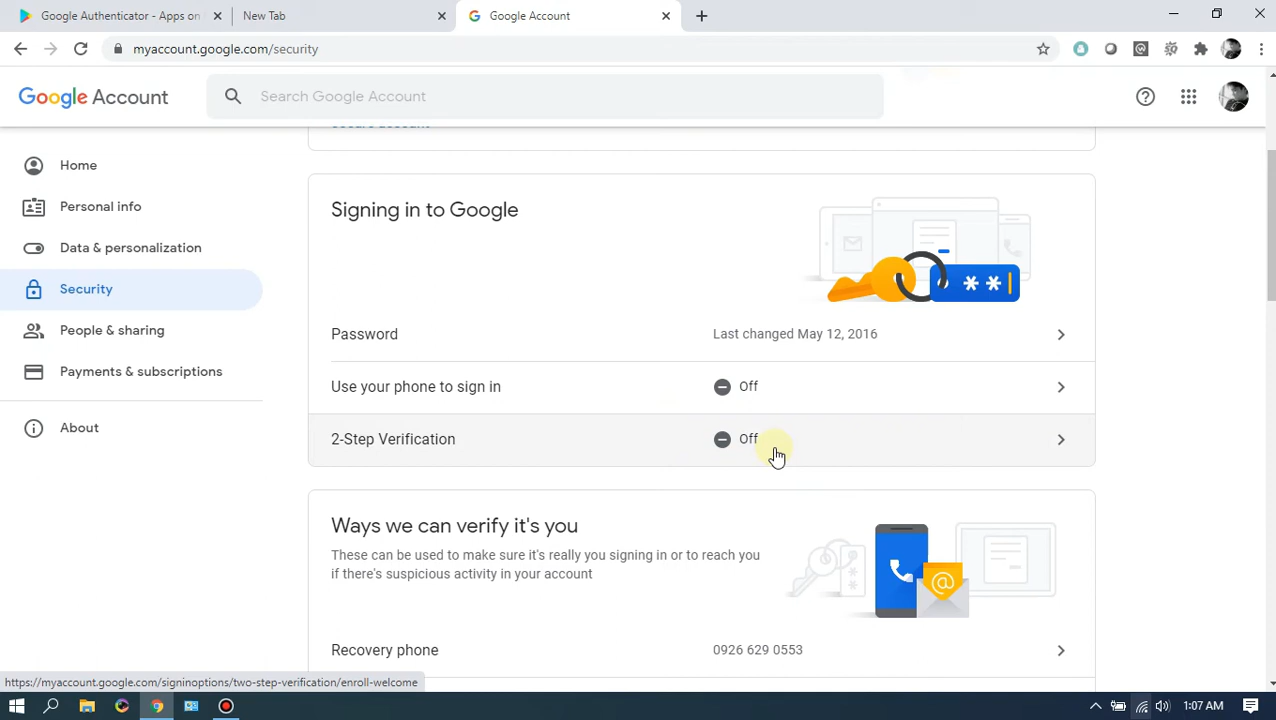 Google Authenticator - Apps on
New Tab
Google Account
myaccount.google.com/security
Google Account
Search Google Account
Home
Personal info
Data & personalization
Security
People & sharing
Payments & subscriptions
About
Signing in to Google
Password
Last changed May 12, 2016
Use your phone to sign in
Off
2-Step Verification
Off
Ways we can verify it's you
These can be used to make sure it's really you signing in or to reach you
if there's suspicious activity in your account
Recovery phone
0926 629 0553
https://myaccount.google.com/signinoptions/two-step-verification/enroll-welcome
1:07 AM